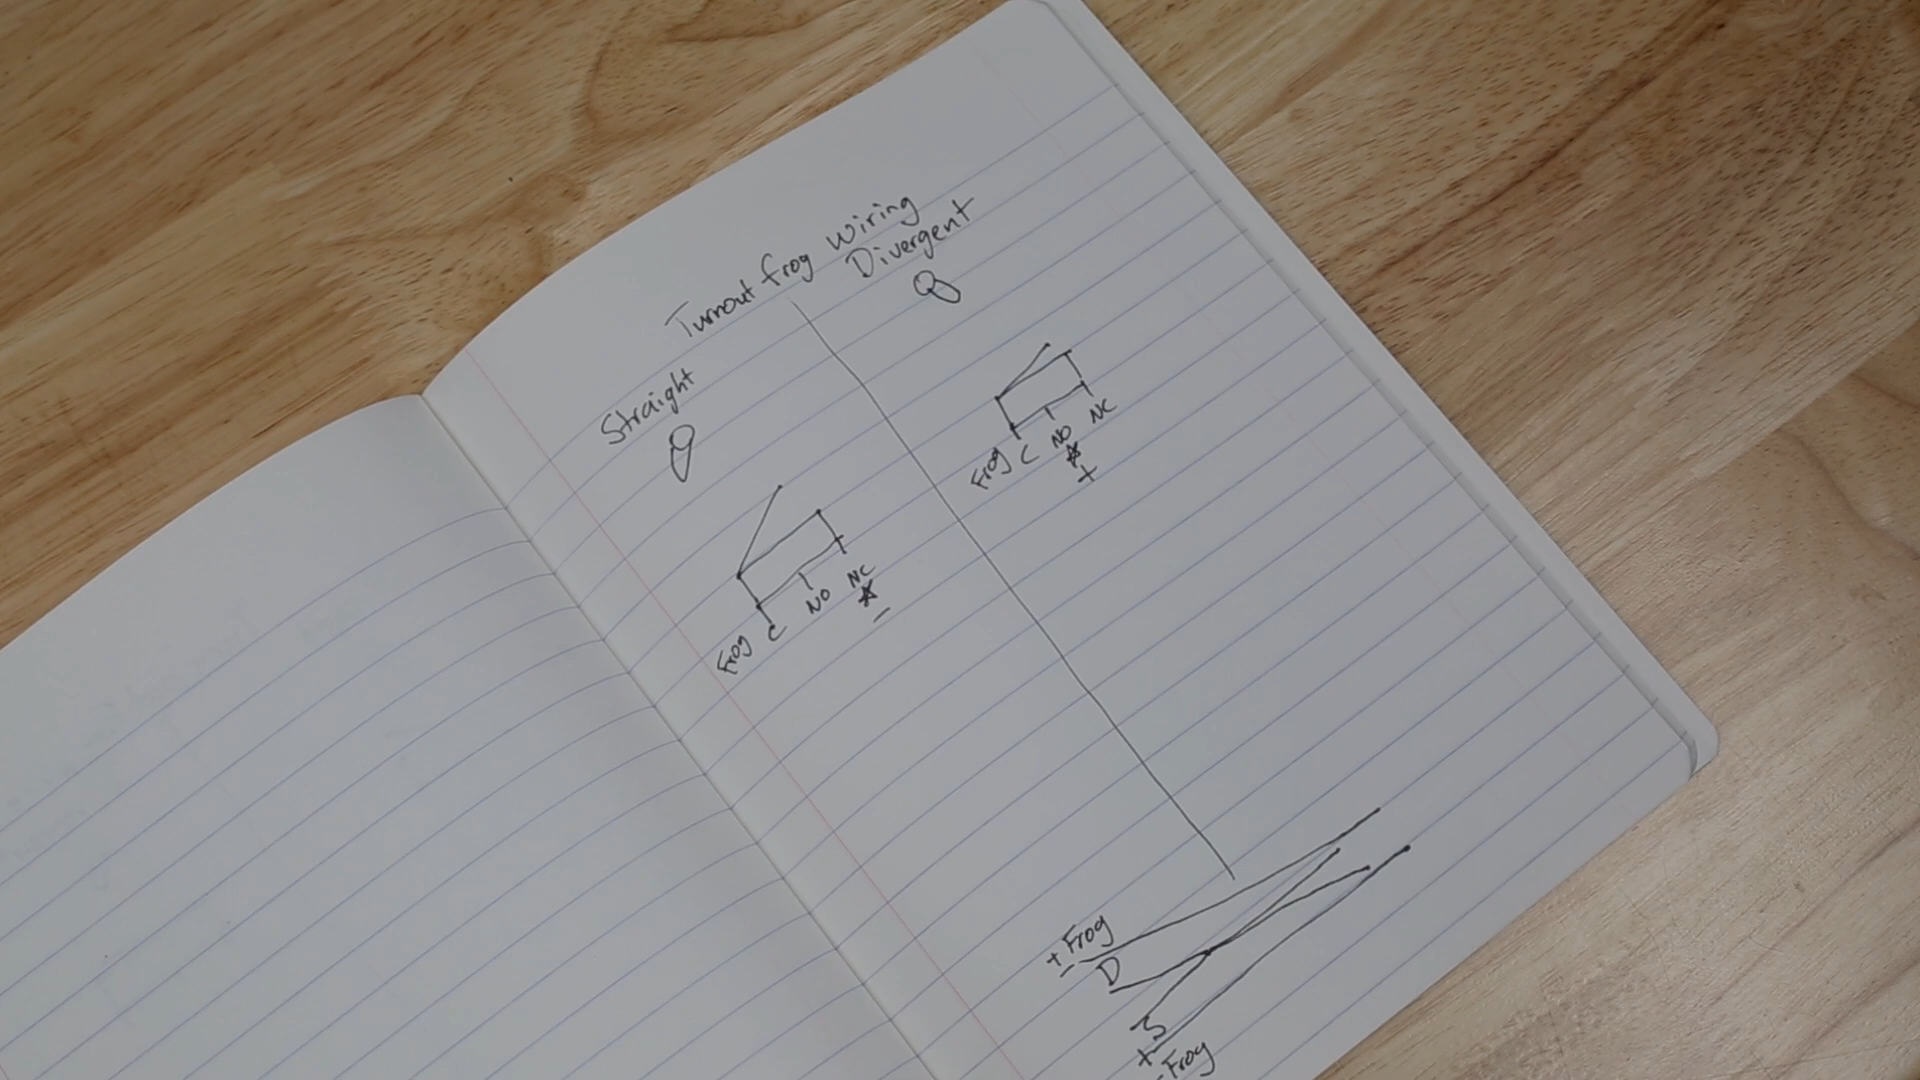 Turnout frog wiring
Straight
Divergent
Frog C NO NC
-
Frog C NO NC
+
+ Frog
-
D
S
+
- Frog